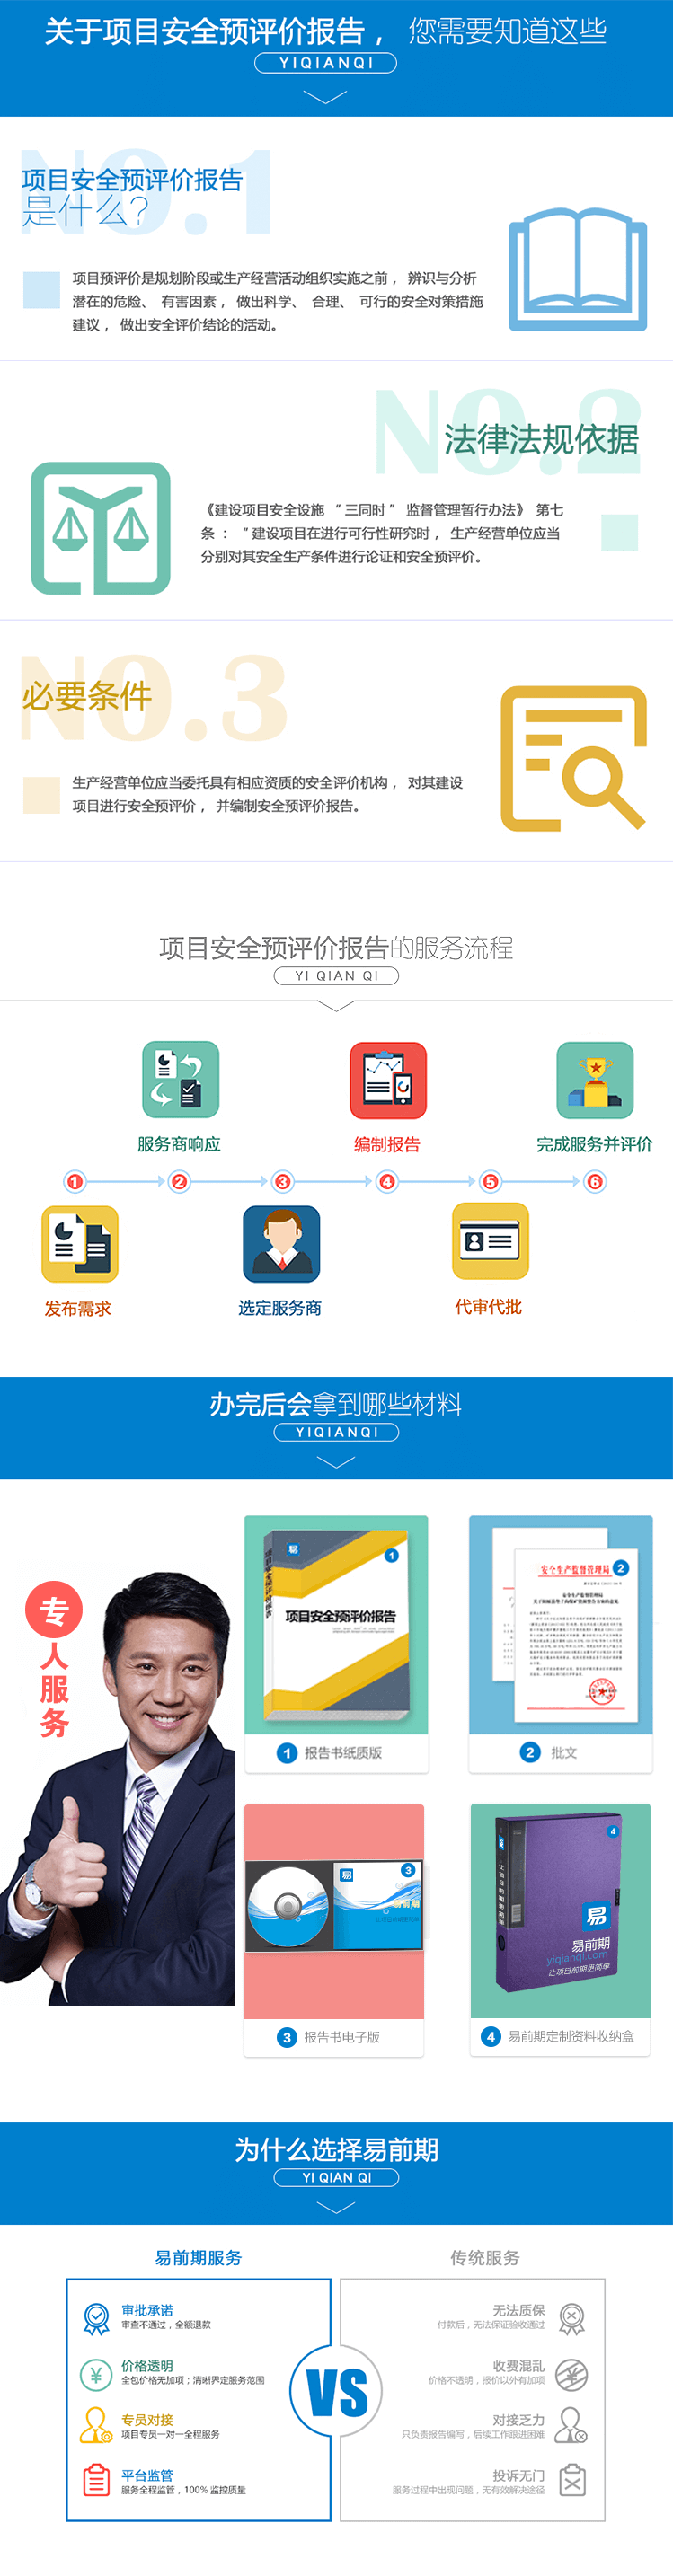 关于项目安全预评价报告， 您需要知道这些
YIQIANQI
NO.1
项目安全预评价报告
是什么?
项目预评价是规划阶段或生产经营活动组织实施之前， 辨识与分析
潜在的危险、 有害因素， 做出科学、 合理、 可行的安全对策措施
建议， 做出安全评价结论的活动。
NO.2
法律法规依据
《建设项目安全设施 “三同时” 监督管理暂行办法》 第七
条 ： “建设项目在进行可行性研究时， 生产经营单位应当
分别对其安全生产条件进行论证和安全预评价。
NO.3
必要条件
生产经营单位应当委托具有相应资质的安全评价机构， 对其建设
项目进行安全预评价， 并编制安全预评价报告。
项目安全预评价报告的服务流程
YI QIAN QI
服务商响应
编制报告
完成服务并评价
1 2 3 4 5 6
发布需求
选定服务商
代审代批
办完后会拿到哪些材料
YIQIANQI
专人服务
易
1
项目安全预评价报告
项目安全预评价报告
1 报告书纸质版
安全生产监督管理局
2
2 批文
易
3
易前期
3 报告书电子版
4
易
易前期
yiqianqi.com
让项目前期更简单
4 易前期定制资料收纳盒
为什么选择易前期
YI QIAN QI
易前期服务
传统服务
VS
审批承诺
审查不通过，全额退款
无法质保
付款后，无法保证验收通过
价格透明
全包价格无加项；清晰界定服务范围
收费混乱
价格不透明，报价以外有加项
专员对接
项目专员一对一全程服务
对接乏力
只负责报告编写，后续工作跟进困难
平台监管
服务全程监管，100% 监控质量
投诉无门
服务过程中出现问题，无有效解决途径